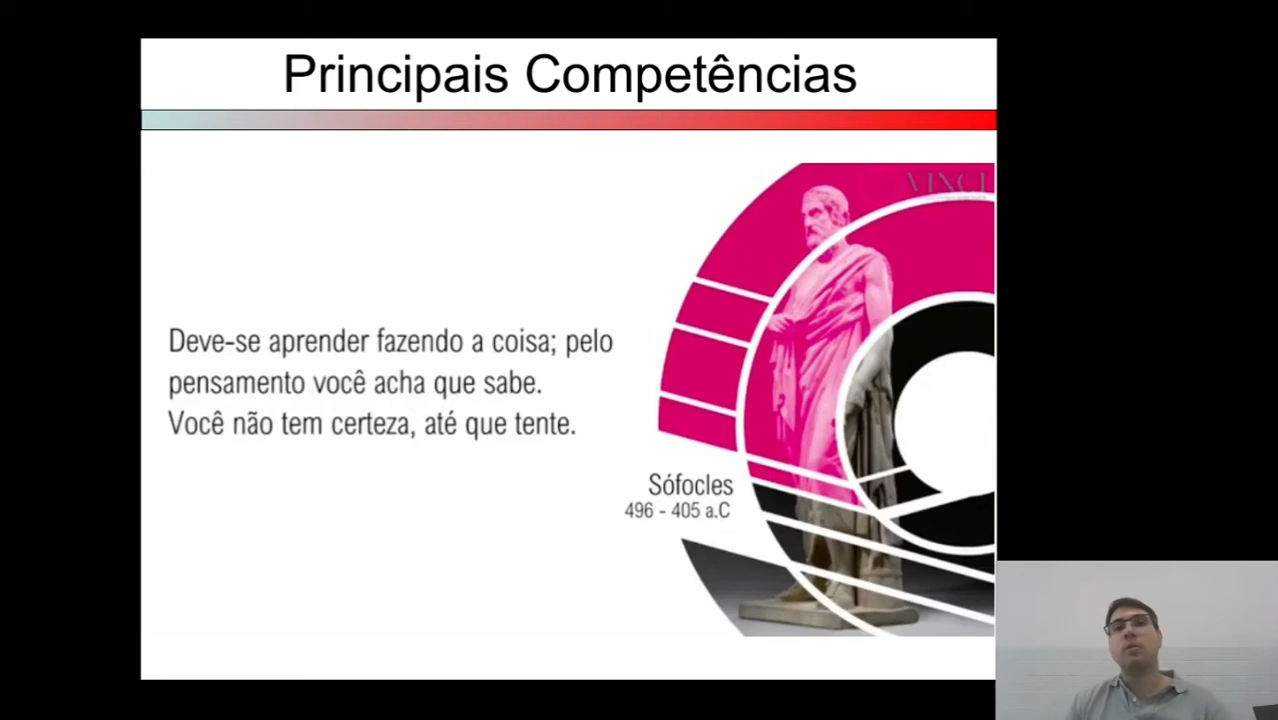 Principais Competências
VINCI
Deve-se aprender fazendo a coisa; pelo
pensamento você acha que sabe.
Você não tem certeza, até que tente.
Sófocles
496 - 405 a.C